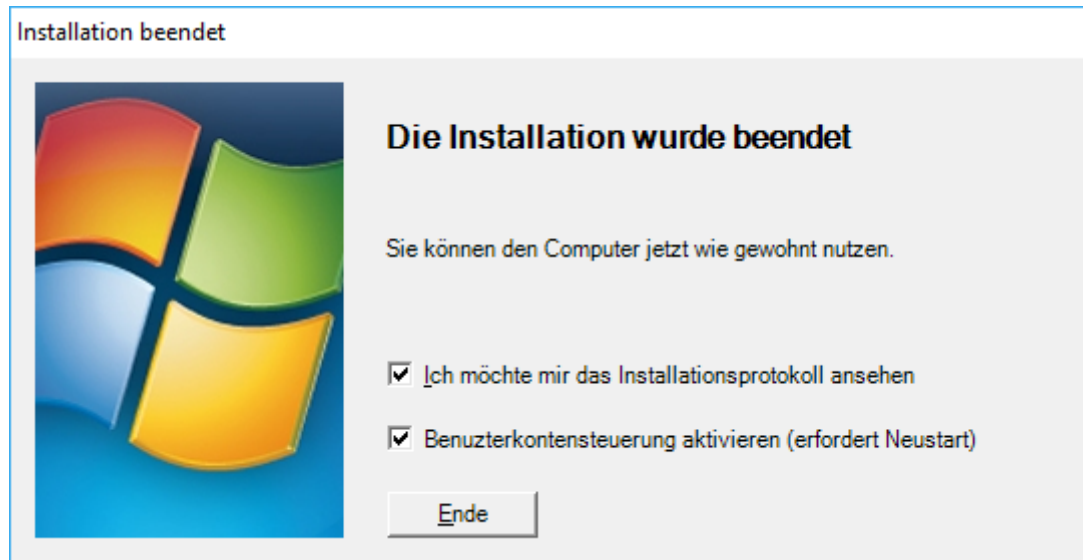 Installation beendet
Die Installation wurde beendet
Sie können den Computer jetzt wie gewohnt nutzen.
Ich möchte mir das Installationsprotokoll ansehen
Benuzterkontensteuerung aktivieren (erfordert Neustart)
Ende